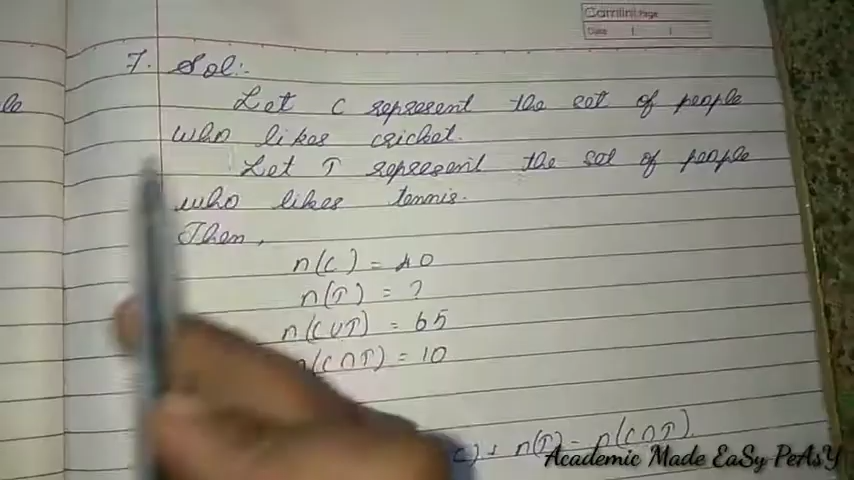 Camlin Page
Date
7. Sol:-
Let C represent the set of people
who likes cricket.
Let T represent the set of people
who likes tennis.
Then,
n(C) = 40
n(T) = ?
n(C∪T) = 65
n(C∩T) = 10
C) + n(T) - n(C∩T)
Academic Made EaSy PeAsY